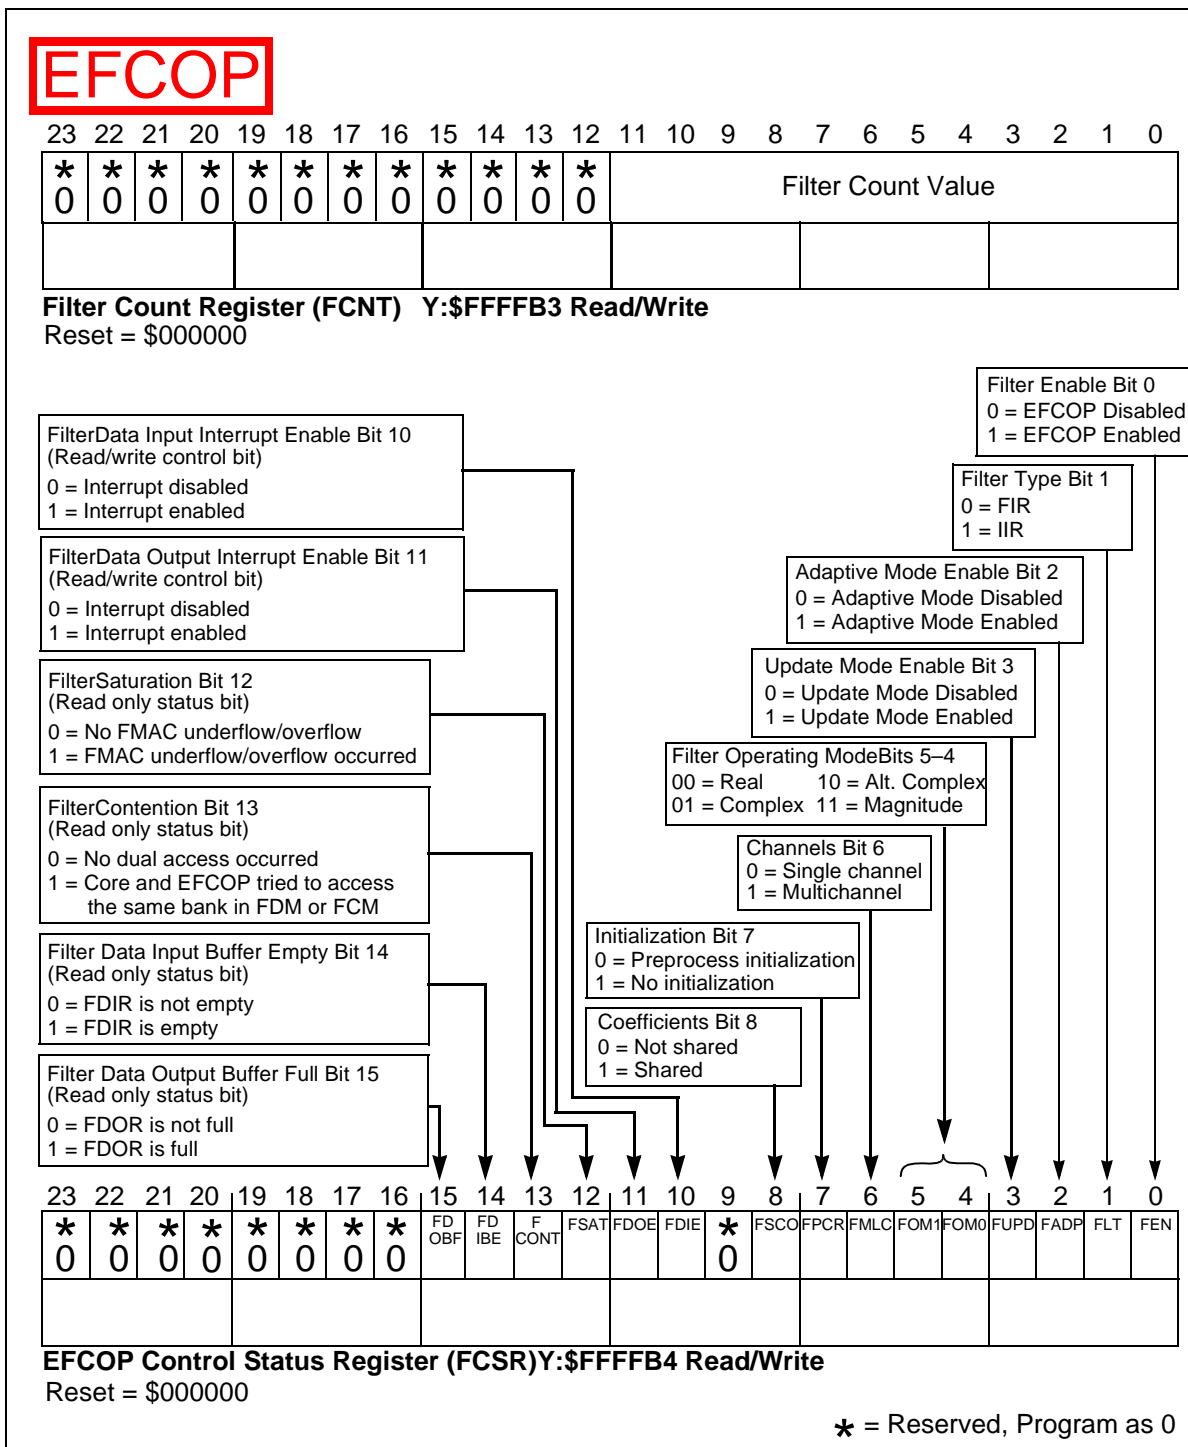 EFCOP
23 22 21 20 19 18 17 16 15 14 13 12 11 10 9 8 7 6 5 4 3 2 1 0
* * * * * * * * * * * *
0 0 0 0 0 0 0 0 0 0 0 0 Filter Count Value
Filter Count Register (FCNT) Y:$FFFFB3 Read/Write
Reset = $000000
Filter Enable Bit 0
0 = EFCOP Disabled
1 = EFCOP Enabled
FilterData Input Interrupt Enable Bit 10
(Read/write control bit)
0 = Interrupt disabled
1 = Interrupt enabled
Filter Type Bit 1
0 = FIR
1 = IIR
FilterData Output Interrupt Enable Bit 11
(Read/write control bit)
0 = Interrupt disabled
1 = Interrupt enabled
Adaptive Mode Enable Bit 2
0 = Adaptive Mode Disabled
1 = Adaptive Mode Enabled
FilterSaturation Bit 12
(Read only status bit)
0 = No FMAC underflow/overflow
1 = FMAC underflow/overflow occurred
Update Mode Enable Bit 3
0 = Update Mode Disabled
1 = Update Mode Enabled
Filter Operating ModeBits 5–4
00 = Real 10 = Alt. Complex
01 = Complex 11 = Magnitude
FilterContention Bit 13
(Read only status bit)
0 = No dual access occurred
1 = Core and EFCOP tried to access
the same bank in FDM or FCM
Channels Bit 6
0 = Single channel
1 = Multichannel
Filter Data Input Buffer Empty Bit 14
(Read only status bit)
0 = FDIR is not empty
1 = FDIR is empty
Initialization Bit 7
0 = Preprocess initialization
1 = No initialization
Coefficients Bit 8
0 = Not shared
1 = Shared
Filter Data Output Buffer Full Bit 15
(Read only status bit)
0 = FDOR is not full
1 = FDOR is full
23 22 21 20 19 18 17 16 15 14 13 12 11 10 9 8 7 6 5 4 3 2 1 0
* * * * * * * * FD OBF FD IBE F CONT FSAT FDOE FDIE * FSCO FPCR FMLC FOM1 FOM0 FUPD FADP FLT FEN
0 0 0 0 0 0 0 0 0
EFCOP Control Status Register (FCSR)Y:$FFFFB4 Read/Write
Reset = $000000
* = Reserved, Program as 0